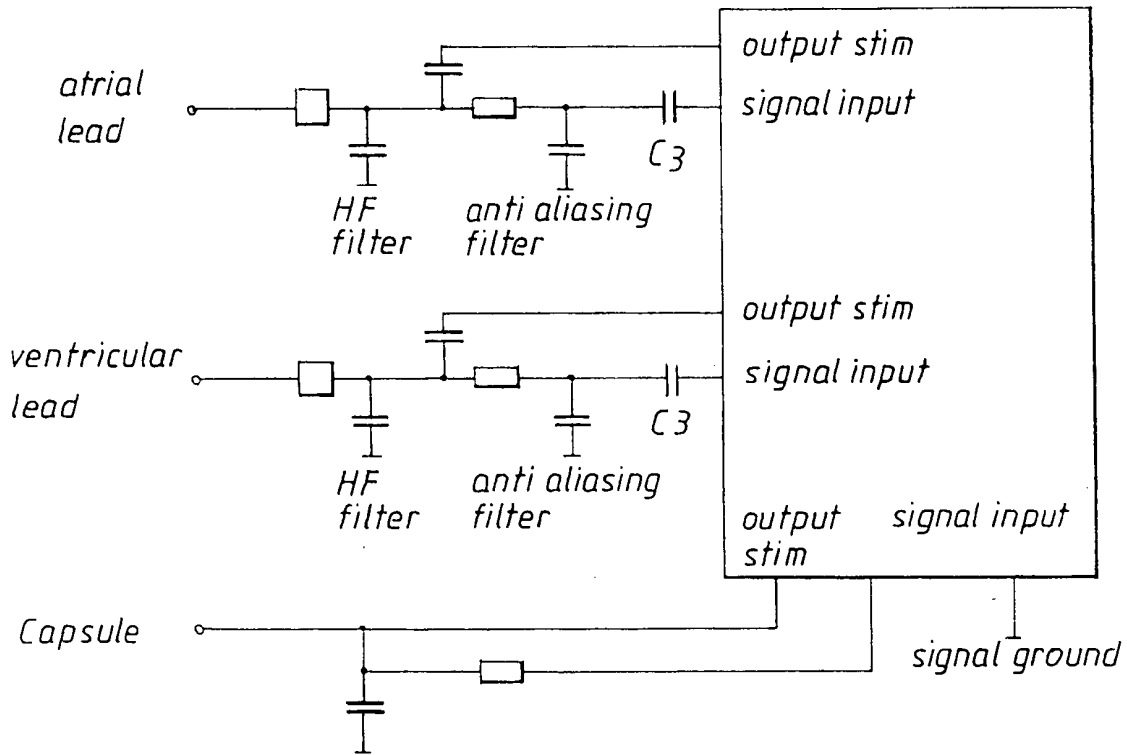 output stim
atrial
lead
signal input
C3
HF
filter
anti aliasing
filter
output stim
ventricular
lead
signal input
C3
HF
filter
anti aliasing
filter
output
stim
signal input
Capsule
signal ground